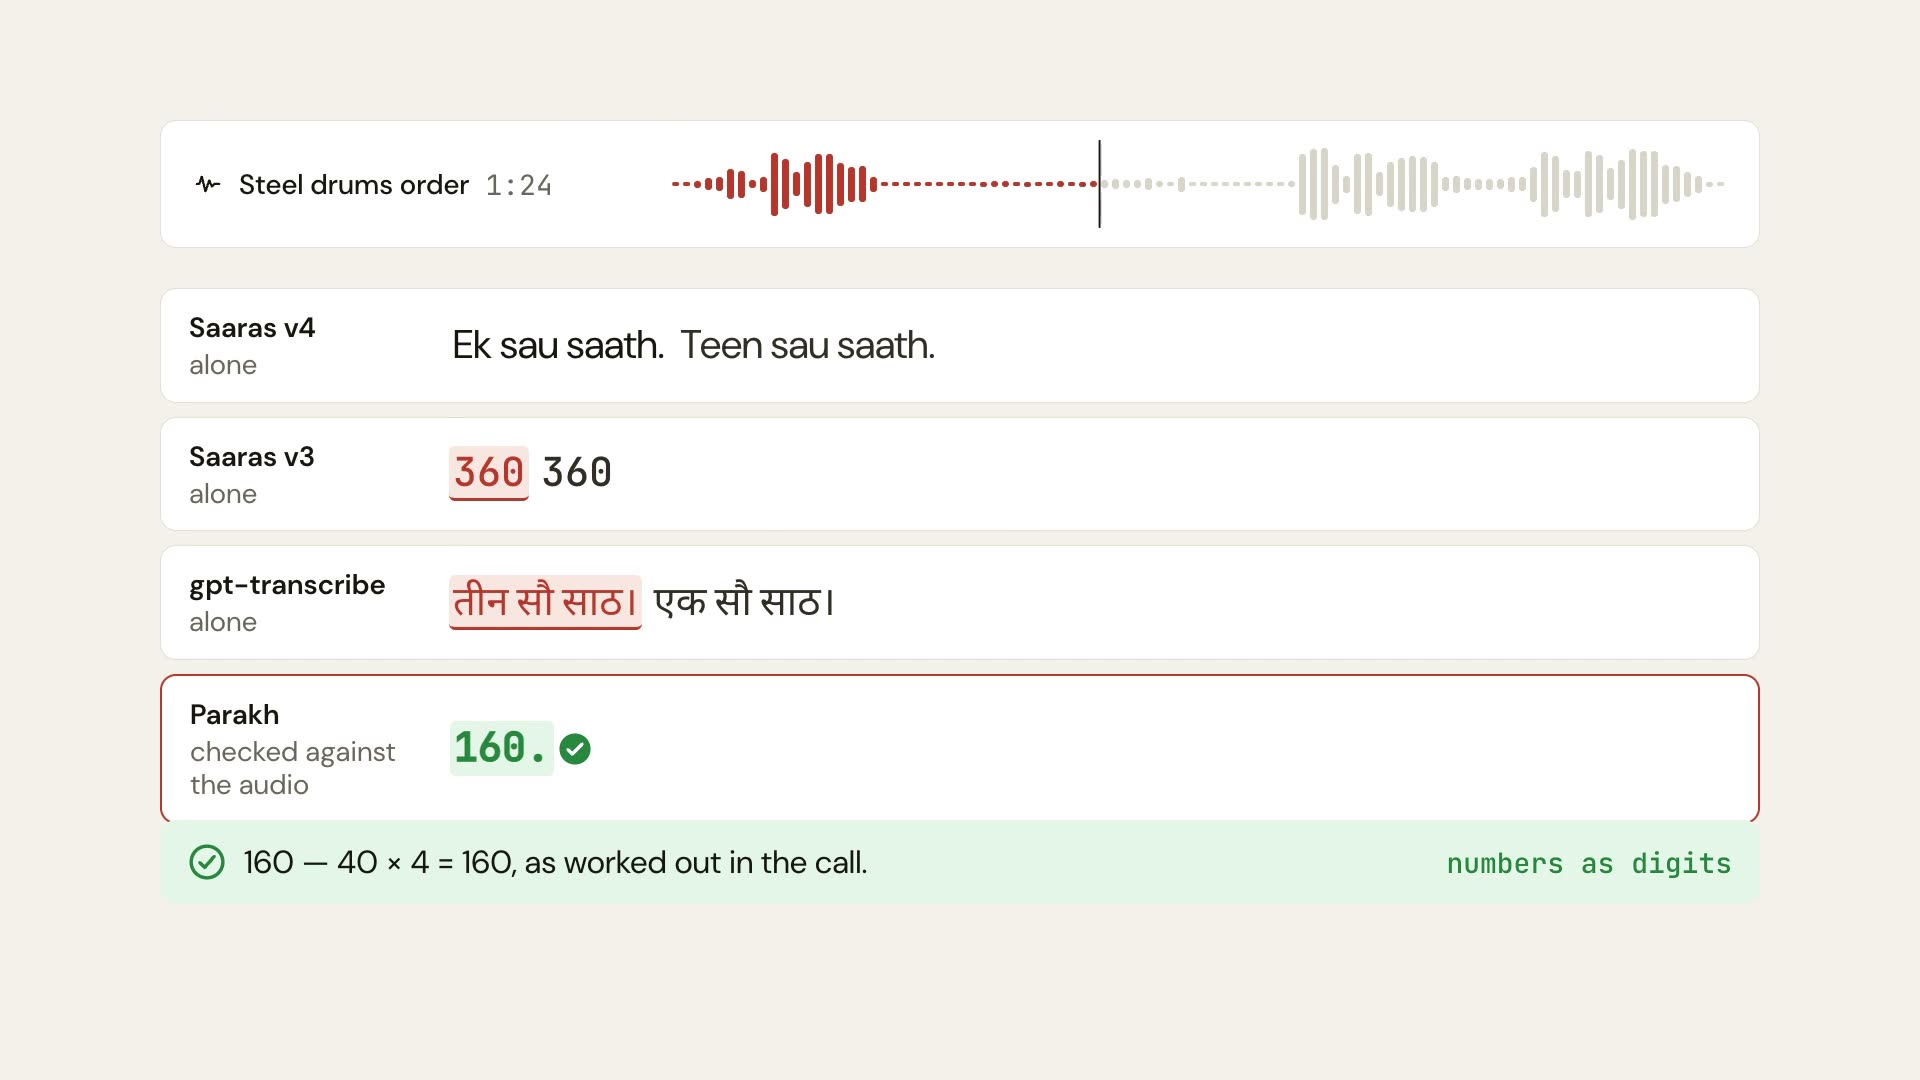 Steel drums order 1:24
Saaras v4
alone
Ek sau saath. Teen sau saath.
Saaras v3
alone
360 360
gpt-transcribe
alone
तीन सौ साठ। एक सौ साठ।
Parakh
checked against
the audio
160.
160 — 40 × 4 = 160, as worked out in the call.
numbers as digits